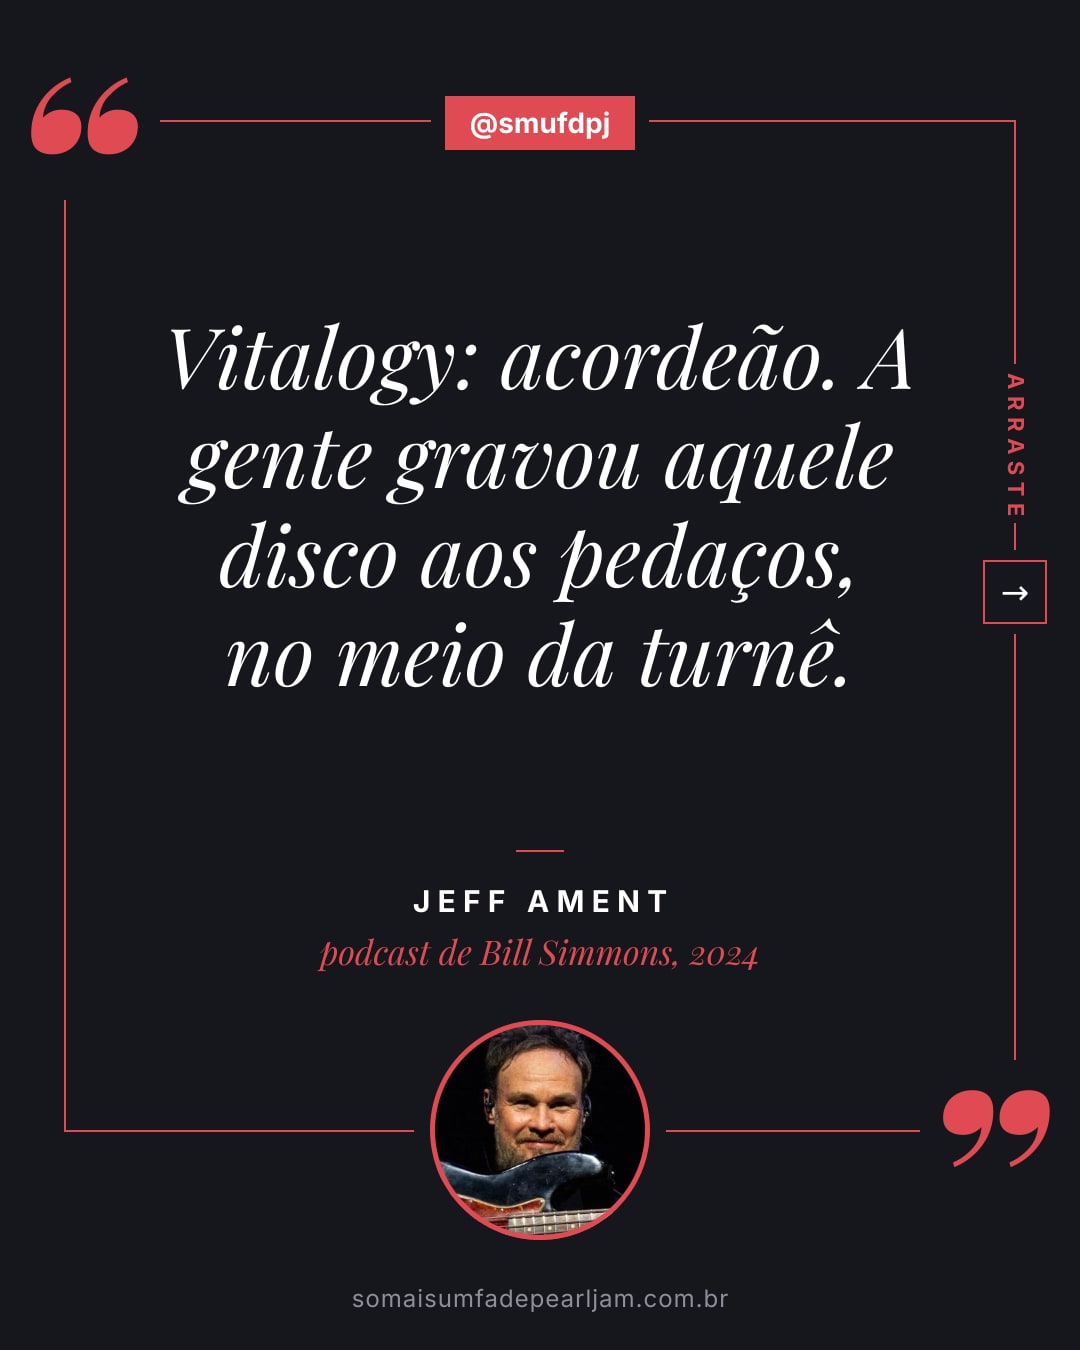 @smufdpj
Vitalogy: acordeão. A
gente gravou aquele
disco aos pedaços,
no meio da turnê.
ARRASTE
→
JEFF AMENT
podcast de Bill Simmons, 2024
somaisumfadepearljam.com.br